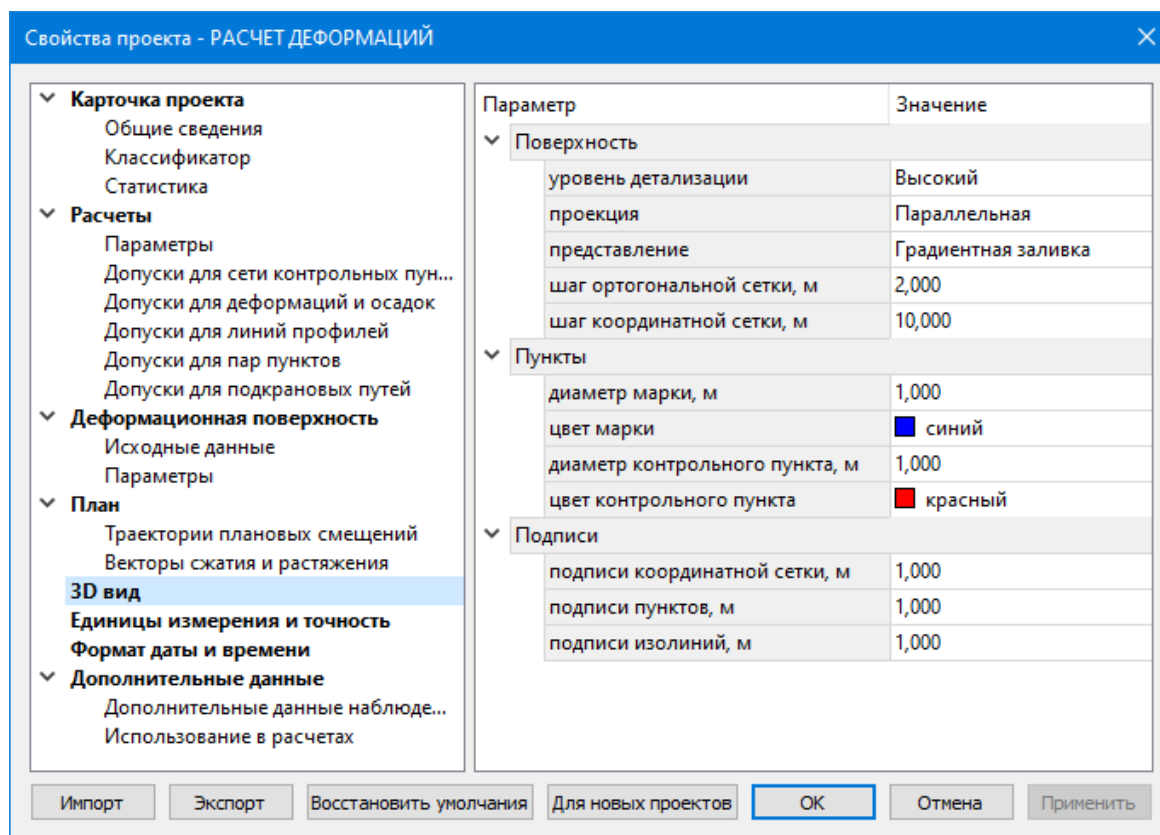 Свойства проекта - РАСЧЕТ ДЕФОРМАЦИЙ
Карточка проекта
Общие сведения
Классификатор
Статистика
Расчеты
Параметры
Допуски для сети контрольных пун...
Допуски для деформаций и осадок
Допуски для линий профилей
Допуски для пар пунктов
Допуски для подкрановых путей
Деформационная поверхность
Исходные данные
Параметры
План
Траектории плановых смещений
Векторы сжатия и растяжения
3D вид
Единицы измерения и точность
Формат даты и времени
Дополнительные данные
Дополнительные данные наблюде...
Использование в расчетах
Параметр Значение
Поверхность
уровень детализации Высокий
проекция Параллельная
представление Градиентная заливка
шаг ортогональной сетки, м 2,000
шаг координатной сетки, м 10,000
Пункты
диаметр марки, м 1,000
цвет марки синий
диаметр контрольного пункта, м 1,000
цвет контрольного пункта красный
Подписи
подписи координатной сетки, м 1,000
подписи пунктов, м 1,000
подписи изолиний, м 1,000
Импорт Экспорт Восстановить умолчания Для новых проектов ОК Отмена Применить